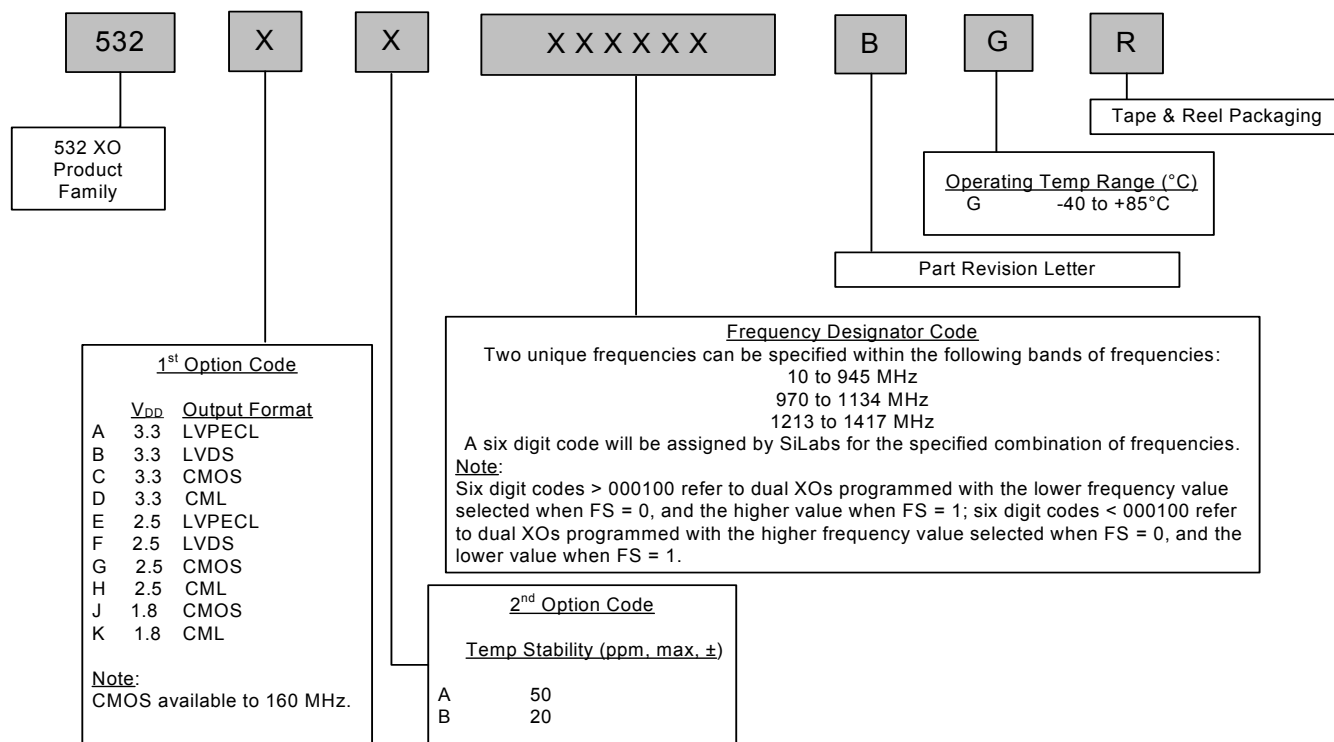 532 X X X X X X X X B G R
532 XO
Product
Family
Tape & Reel Packaging
Operating Temp Range (°C)
G -40 to +85°C
Part Revision Letter
1st Option Code
VDD Output Format
A 3.3 LVPECL
B 3.3 LVDS
C 3.3 CMOS
D 3.3 CML
E 2.5 LVPECL
F 2.5 LVDS
G 2.5 CMOS
H 2.5 CML
J 1.8 CMOS
K 1.8 CML
Note:
CMOS available to 160 MHz.
Frequency Designator Code
Two unique frequencies can be specified within the following bands of frequencies:
10 to 945 MHz
970 to 1134 MHz
1213 to 1417 MHz
A six digit code will be assigned by SiLabs for the specified combination of frequencies.
Note:
Six digit codes > 000100 refer to dual XOs programmed with the lower frequency value
selected when FS = 0, and the higher value when FS = 1; six digit codes < 000100 refer
to dual XOs programmed with the higher frequency value selected when FS = 0, and the
lower value when FS = 1.
2nd Option Code
Temp Stability (ppm, max, ±)
A 50
B 20